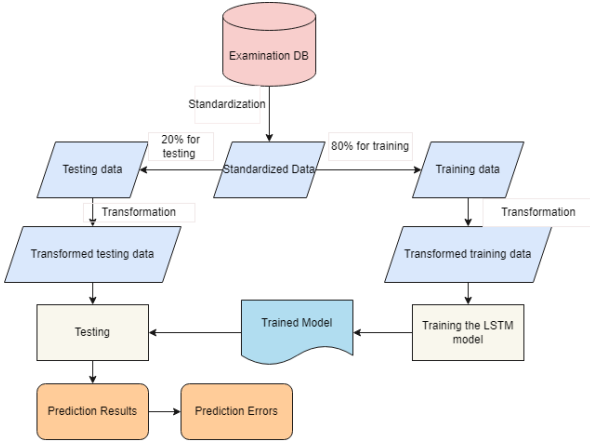 Examination DB
Standardization
20% for
testing
80% for training
Testing data
Standardized Data
Training data
Transformation
Transformation
Transformed testing data
Transformed training data
Testing
Trained Model
Training the LSTM
model
Prediction Results
Prediction Errors